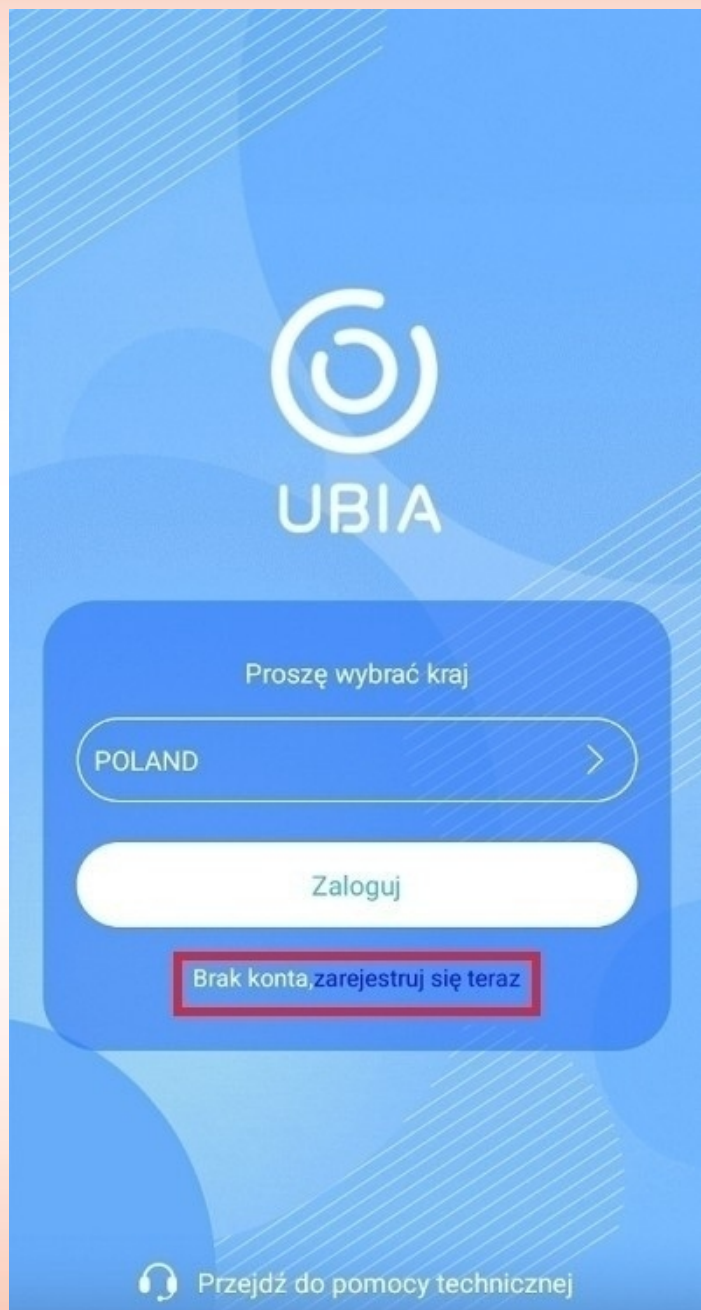 UBIA
Proszę wybrać kraj
POLAND
Zaloguj
Brak konta,zarejestruj się teraz
Przejdź do pomocy technicznej